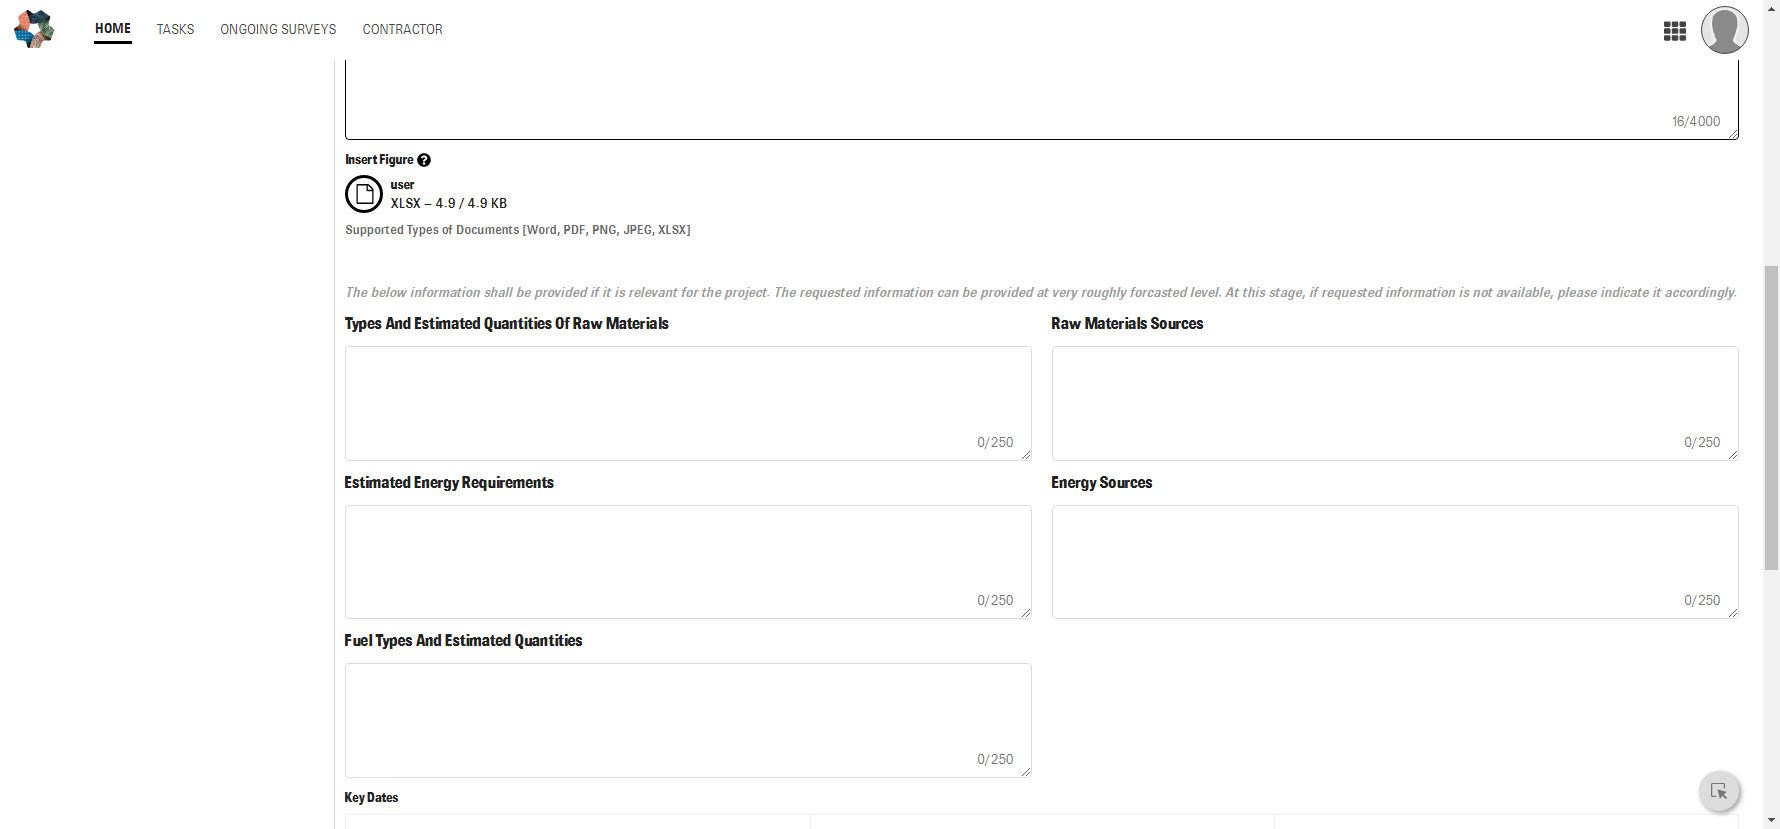 HOME TASKS ONGOING SURVEYS CONTRACTOR
16/4000
Insert Figure
user
XLSX – 4.9 / 4.9 KB
Supported Types of Documents [Word, PDF, PNG, JPEG, XLSX]
The below information shall be provided if it is relevant for the project. The requested information can be provided at very roughly forcasted level. At this stage, if requested information is not available, please indicate it accordingly.
Types And Estimated Quantities Of Raw Materials
0/250
Raw Materials Sources
0/250
Estimated Energy Requirements
0/250
Energy Sources
0/250
Fuel Types And Estimated Quantities
0/250
Key Dates